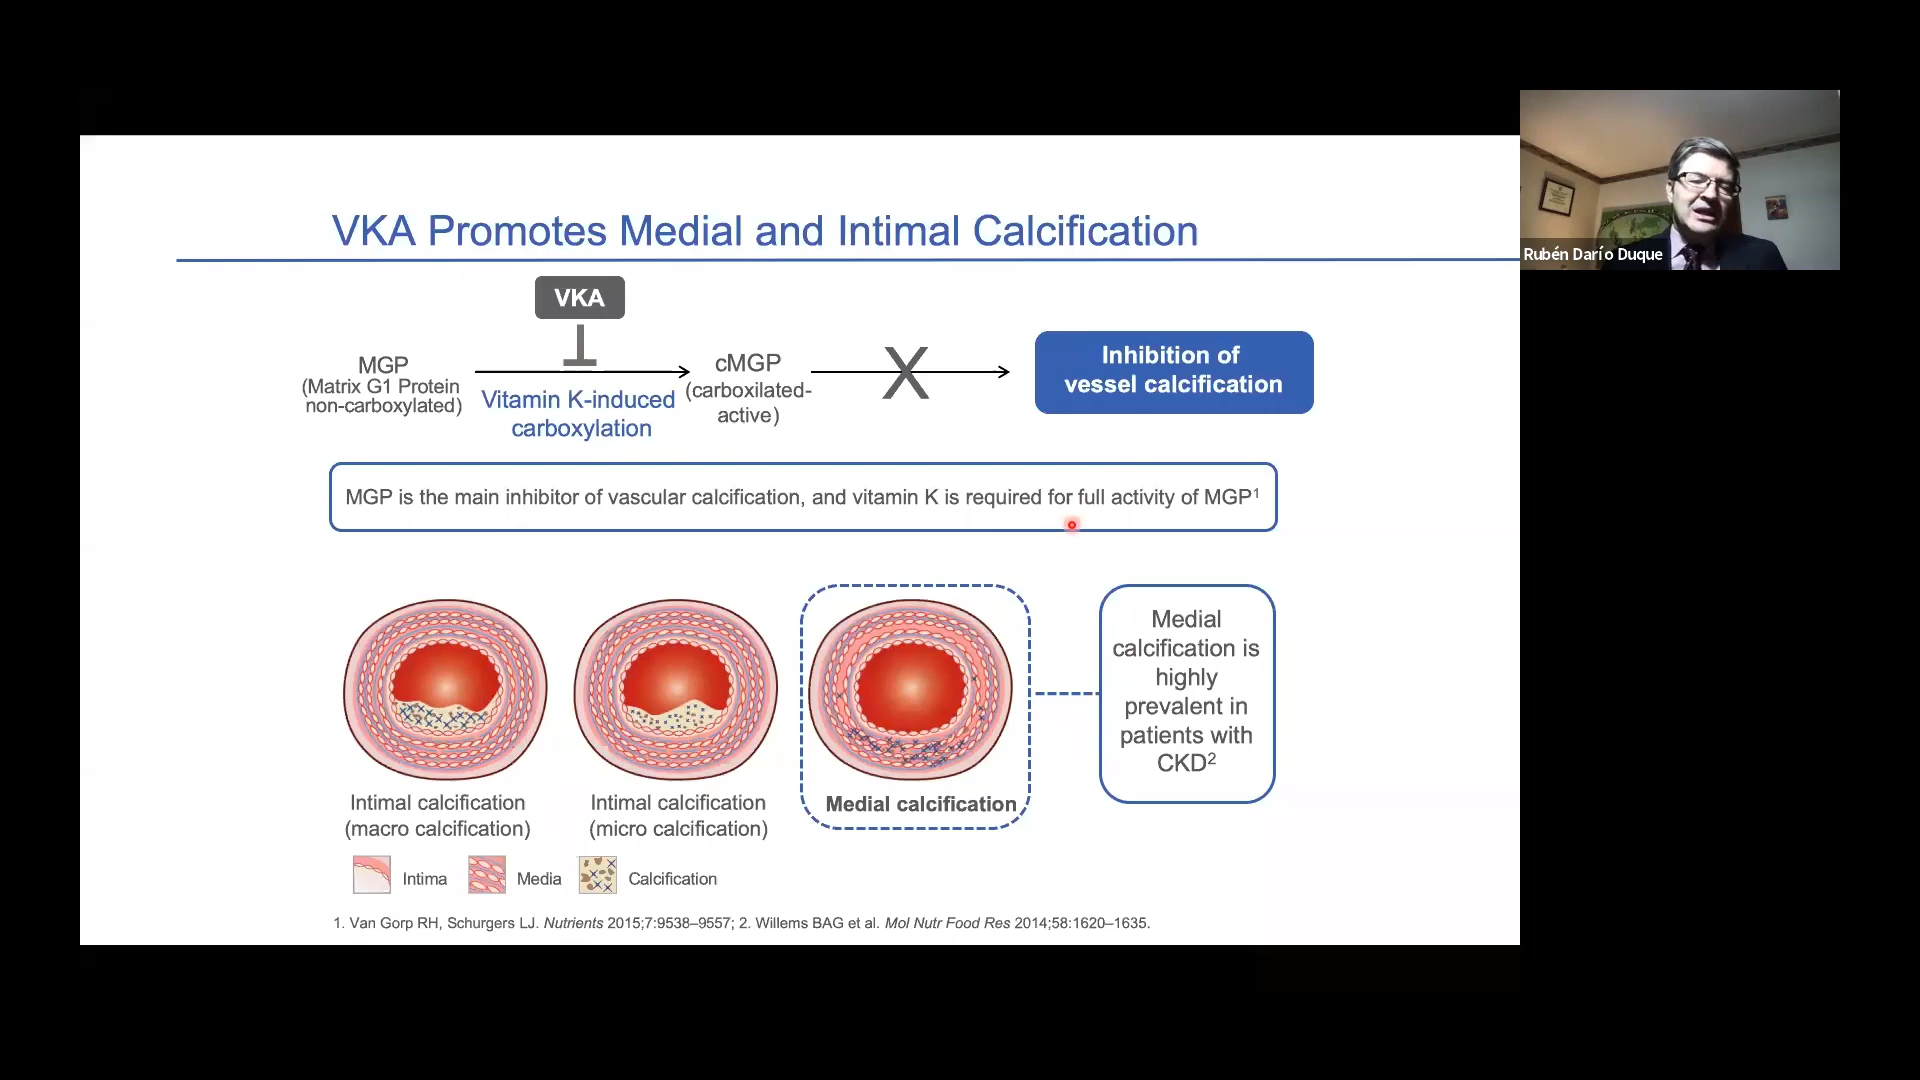 VKA Promotes Medial and Intimal Calcification
VKA
MGP
(Matrix G1 Protein
non-carboxylated)
Vitamin K-induced
carboxylation
cMGP
(carboxilated-
active)
X
Inhibition of
vessel calcification
MGP is the main inhibitor of vascular calcification, and vitamin K is required for full activity of MGP¹
Intimal calcification
(macro calcification)
Intimal calcification
(micro calcification)
Medial calcification
Medial
calcification is
highly
prevalent in
patients with
CKD²
Intima
Media
Calcification
1. Van Gorp RH, Schurgers LJ. Nutrients 2015;7:9538–9557; 2. Willems BAG et al. Mol Nutr Food Res 2014;58:1620–1635.
Rubén Darío Duque